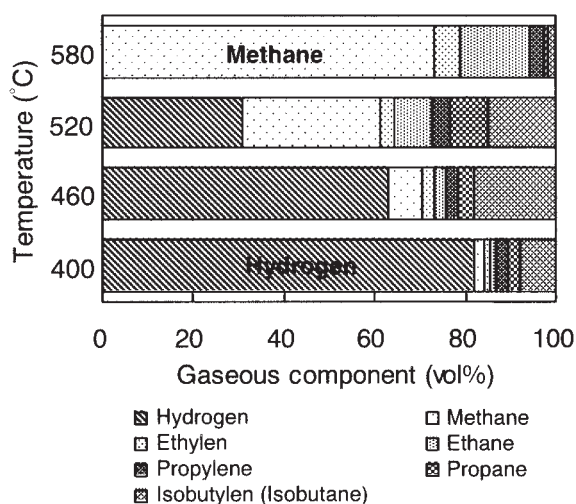 Temperature (°C)
580
520
460
400
Methane
Hydrogen
0 20 40 60 80 100
Gaseous component (vol%)
Hydrogen Methane
Ethylen Ethane
Propylene Propane
Isobutylen (Isobutane)